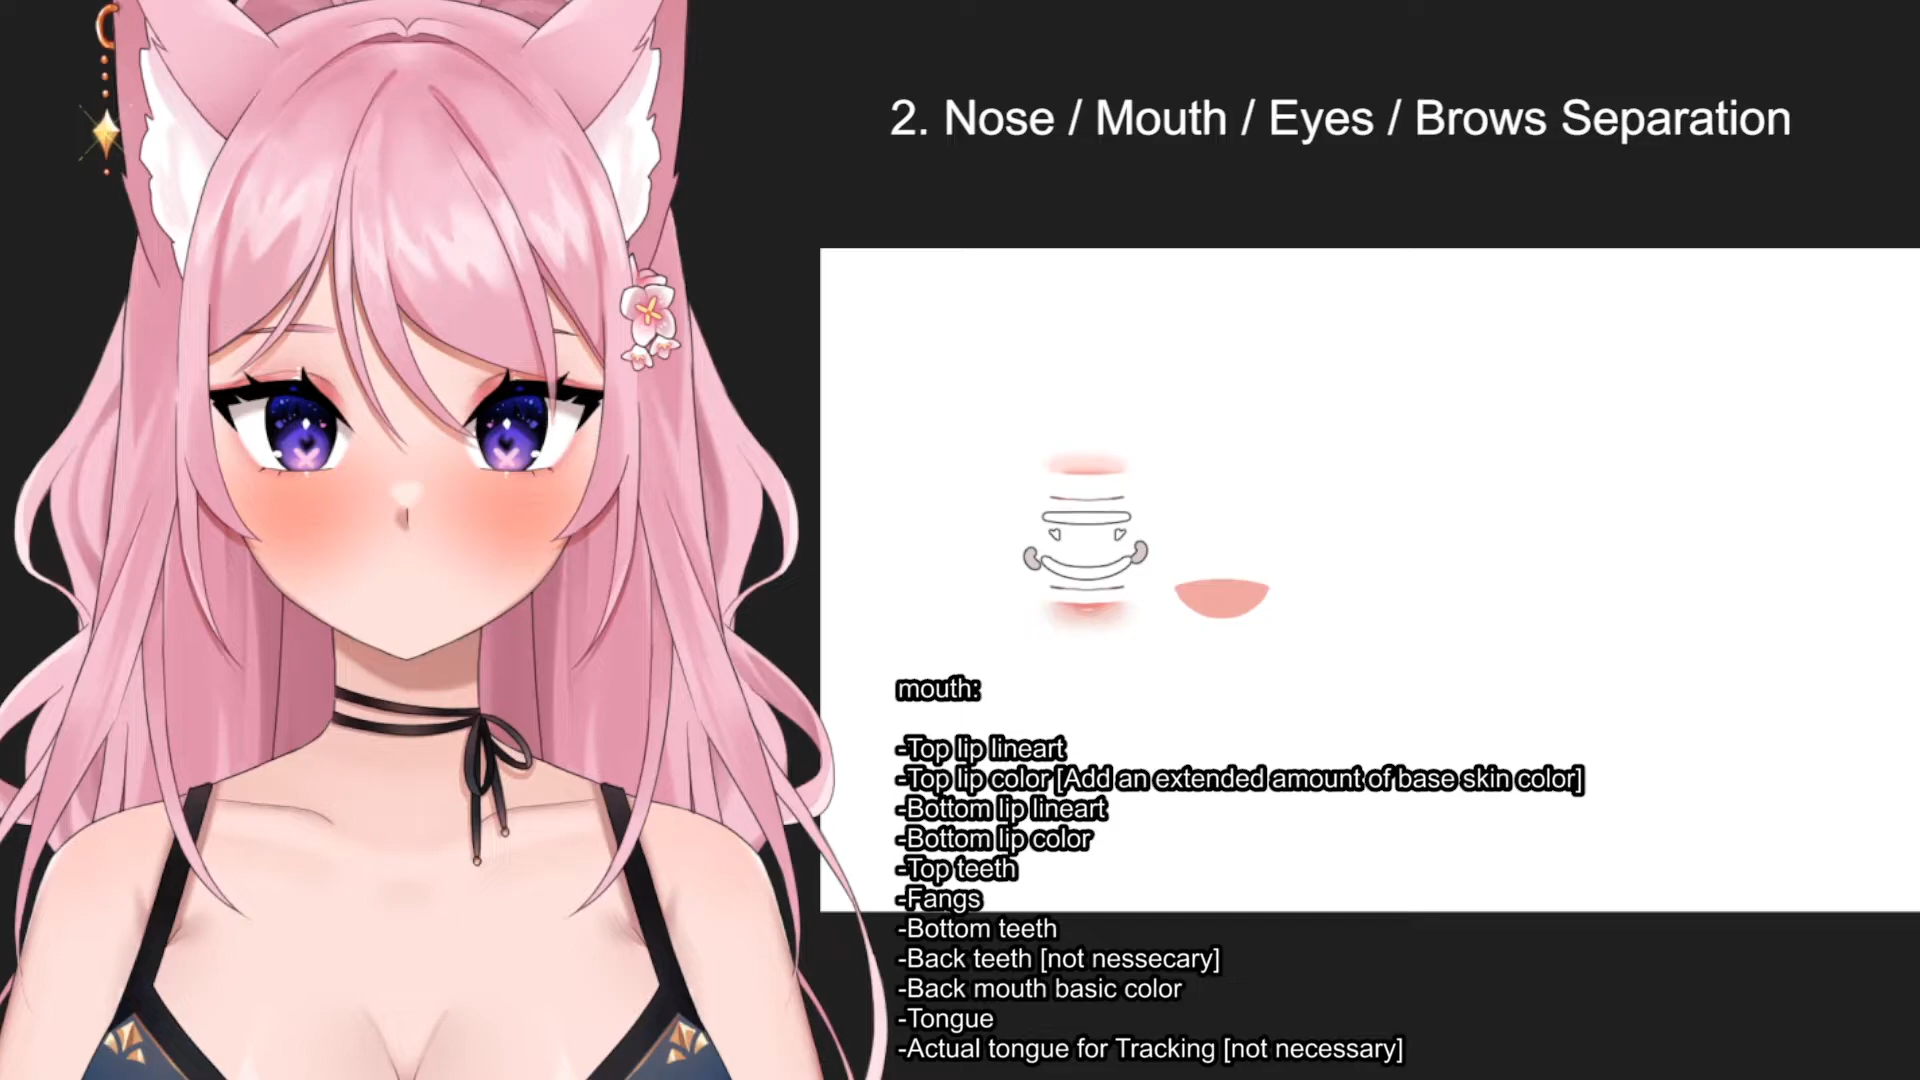 2. Nose / Mouth / Eyes / Brows Separation
mouth:
-Top lip lineart
-Top lip color [Add an extended amount of base skin color]
-Bottom lip lineart
-Bottom lip color
-Top teeth
-Fangs
-Bottom teeth
-Back teeth [not nessecary]
-Back mouth basic color
-Tongue
-Actual tongue for Tracking [not necessary]